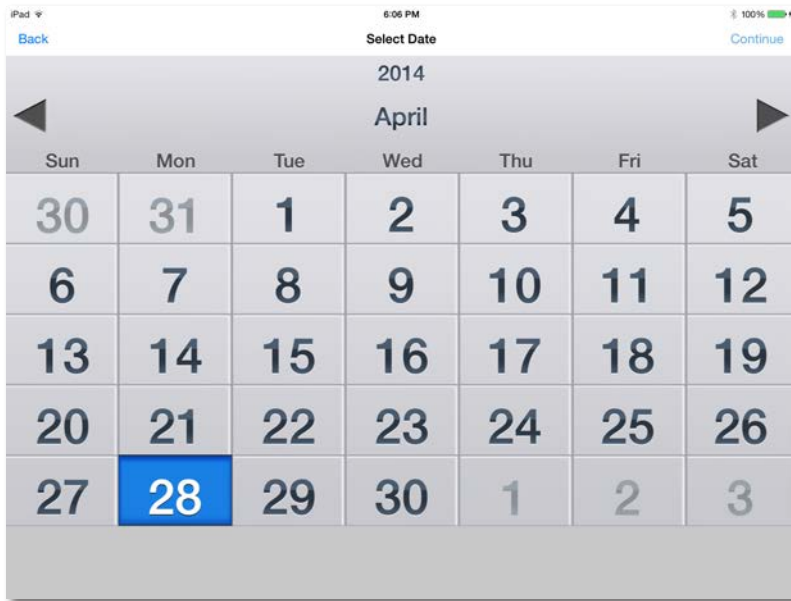 iPad 6:06 PM 100%
Back Select Date Continue
2014
April
Sun Mon Tue Wed Thu Fri Sat
30 31 1 2 3 4 5
6 7 8 9 10 11 12
13 14 15 16 17 18 19
20 21 22 23 24 25 26
27 28 29 30 1 2 3